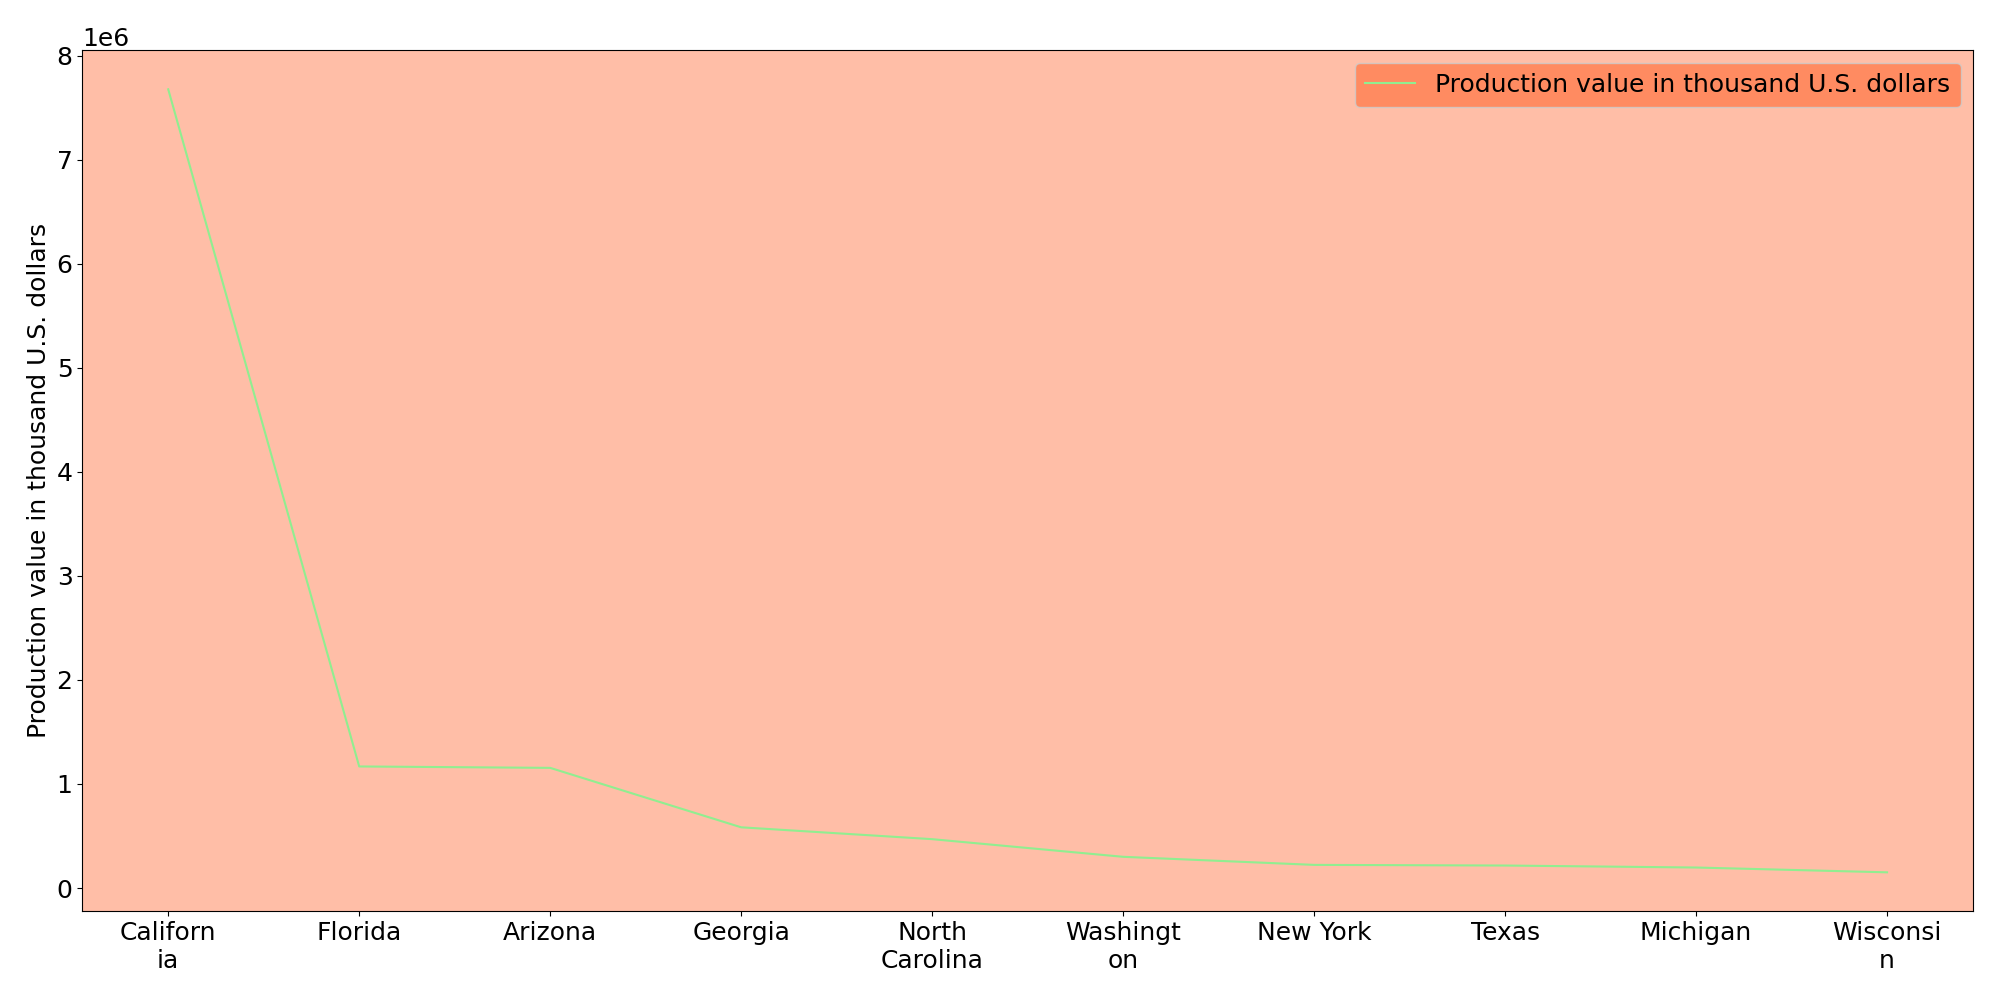 1e6
8
7
6
5
4
3
2
1
0
Production value in thousand U.S. dollars
Production value in thousand U.S. dollars
Californ
ia
Florida
Arizona
Georgia
North
Carolina
Washingt
on
New York
Texas
Michigan
Wisconsi
n